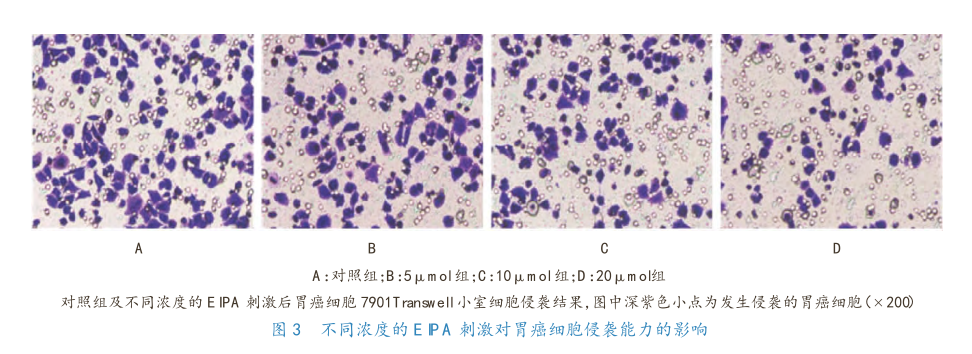 A B C D
A:对照组;B:5μmol组;C:10μmol组;D:20μmol组
对照组及不同浓度的EIPA 刺激后胃癌细胞7901Transwell小室细胞侵袭结果,图中深紫色小点为发生侵袭的胃癌细胞(×200)
图3 不同浓度的EIPA 刺激对胃癌细胞侵袭能力的影响